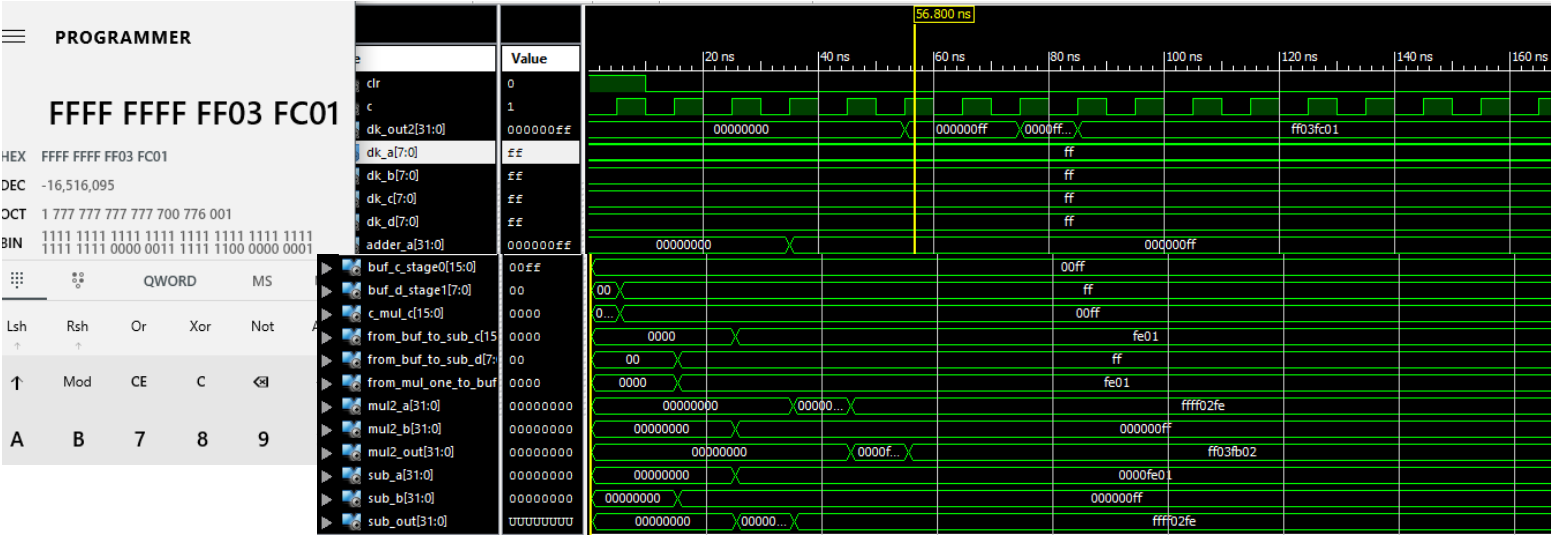 PROGRAMMER
FFFF FFFF FF03 FC01
HEX FFFF FFFF FF03 FC01
DEC -16,516,095
OCT 1 777 777 777 777 700 776 001
BIN 1111 1111 1111 1111 1111 1111 1111 1111
1111 1111 0000 0011 1111 1100 0000 0001
QWORD MS
Lsh Rsh Or Xor Not A
↑ Mod CE C ⌫
A B 7 8 9
56.800 ns
e Value
20 ns 40 ns 60 ns 80 ns 100 ns 120 ns 140 ns 160 ns
clr 0
c 1
dk_out2[31:0] 000000ff 00000000 000000ff 0000ff... ff03fc01
dk_a[7:0] ff ff
dk_b[7:0] ff ff
dk_c[7:0] ff ff
dk_d[7:0] ff ff
adder_a[31:0] 000000ff 00000000 000000ff
buf_c_stage0[15:0] 00ff 00ff
buf_d_stage1[7:0] 00 00 ff
c_mul_c[15:0] 0000 0... 00ff
from_buf_to_sub_c[15 0000 0000 fe01
from_buf_to_sub_d[7: 00 00 ff
from_mul_one_to_buf 0000 0000 fe01
mul2_a[31:0] 00000000 00000000 00000... ffff02fe
mul2_b[31:0] 00000000 00000000 000000ff
mul2_out[31:0] 00000000 00000000 0000f... ff03fb02
sub_a[31:0] 00000000 00000000 0000fe01
sub_b[31:0] 00000000 00000000 000000ff
sub_out[31:0] UUUUUUUU 00000000 00000... ffff02fe